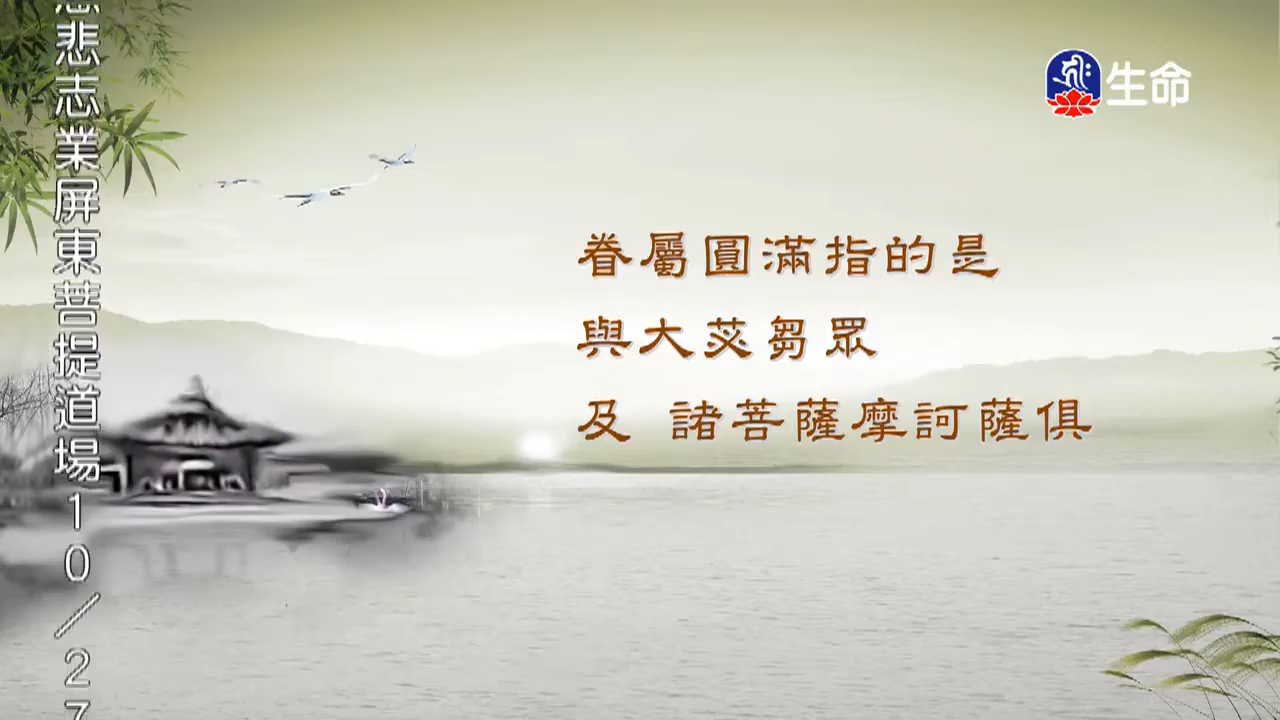 生命
眷屬圓滿指的是
與大苾芻眾
及 諸菩薩摩訶薩俱
悲志業屏東菩提道場10/27